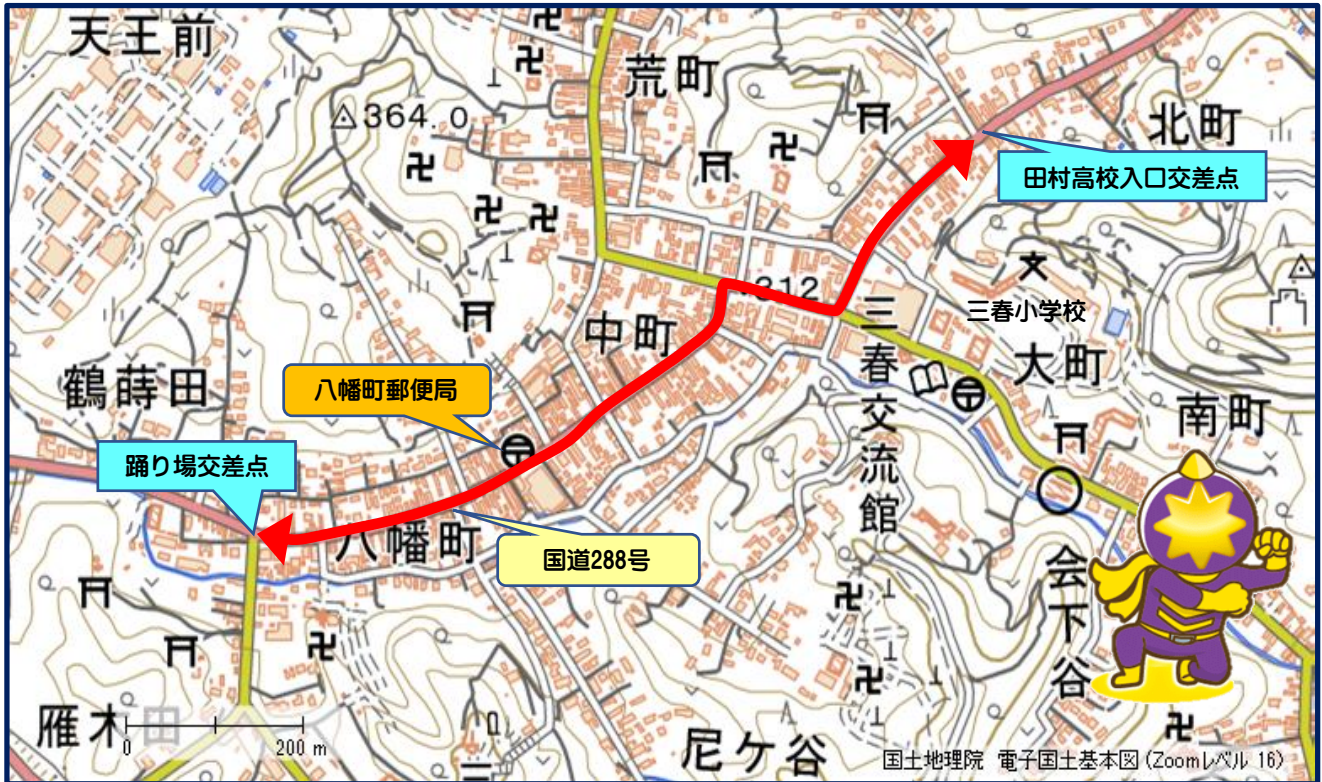 天王前
364.0
荒町
北町
田村高校入口交差点
三春小学校
312
中町
三春交流館
大町
南町
鶴蒔田
八幡町郵便局
踊り場交差点
八幡町
国道288号
会下谷
雁木田
0
200 m
尼ケ谷
国土地理院 電子国土基本図(Zoomレベル 16)